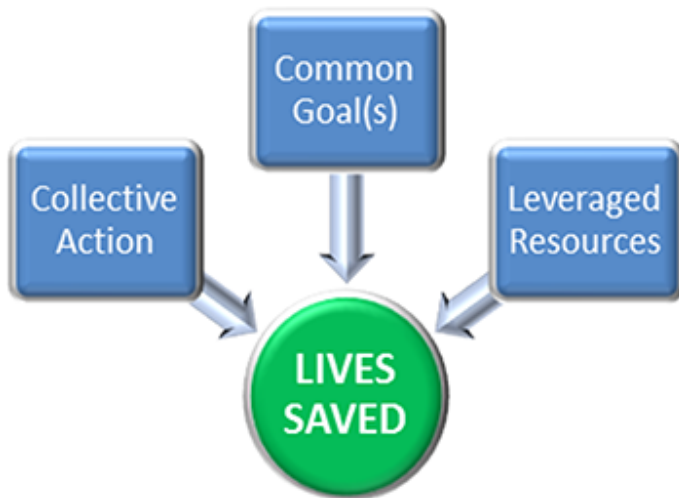 Common
Goal(s)
Collective
Action
Leveraged
Resources
LIVES
SAVED